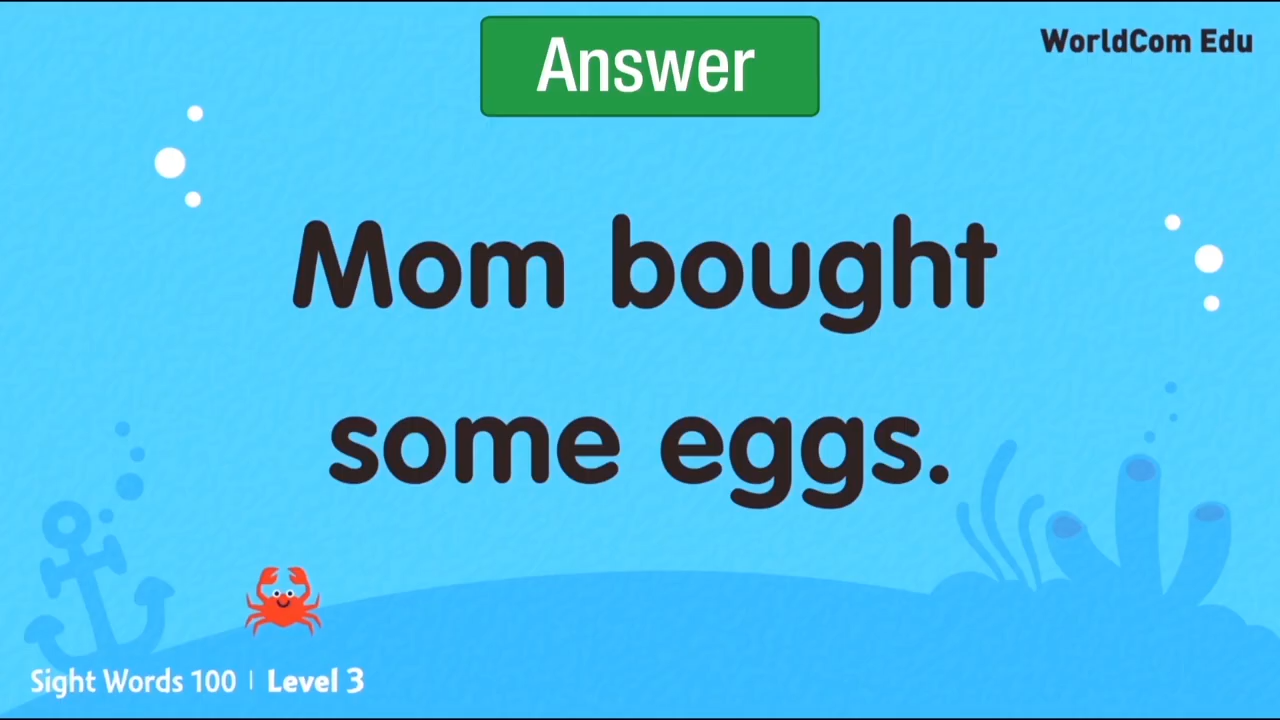 Answer
WorldCom Edu
Mom bought
some eggs.
Sight Words 100 | Level 3